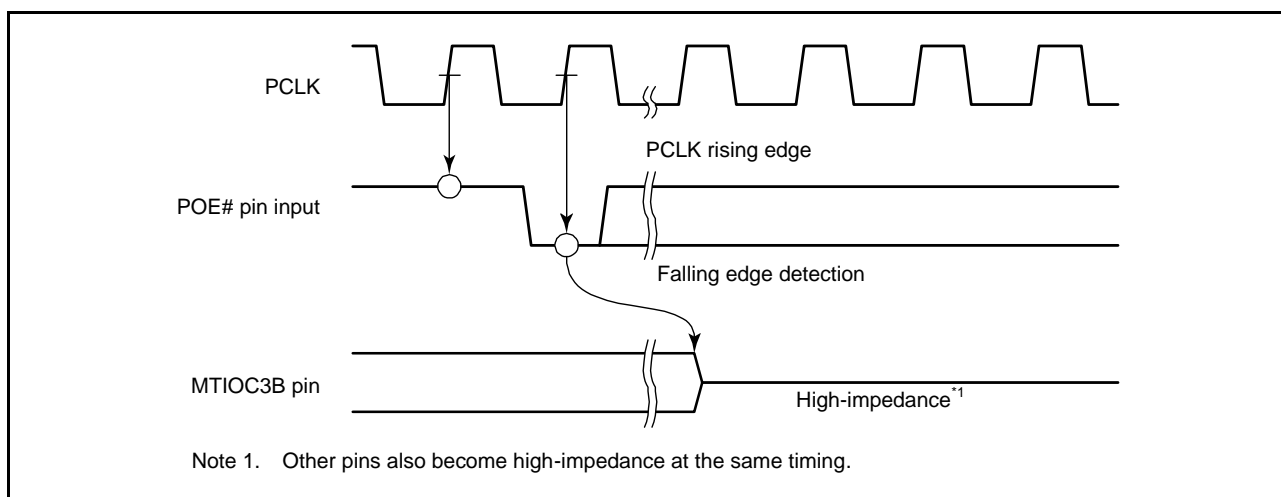 PCLK
PCLK rising edge
POE# pin input
Falling edge detection
MTIOC3B pin
High-impedance*1
Note 1. Other pins also become high-impedance at the same timing.